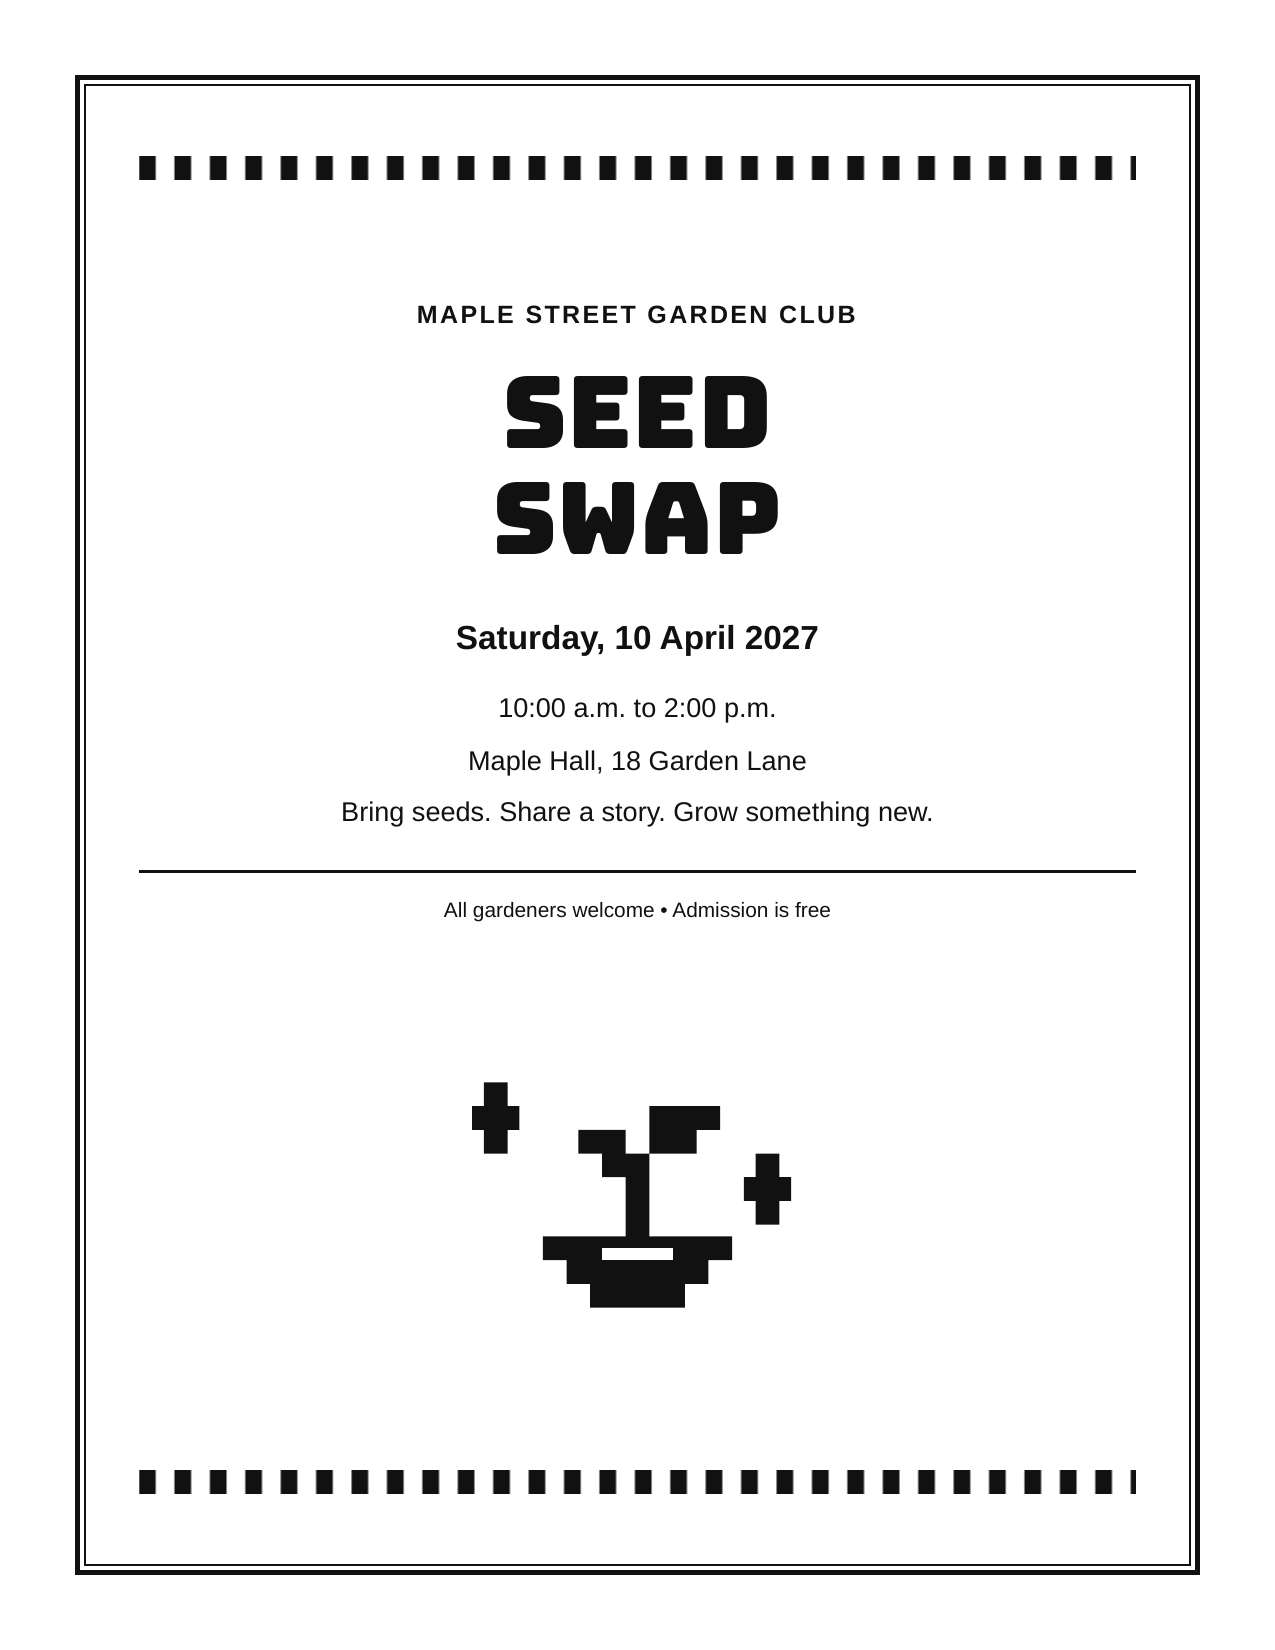 MAPLE STREET GARDEN CLUB
SEED
SWAP
Saturday, 10 April 2027
10:00 a.m. to 2:00 p.m.
Maple Hall, 18 Garden Lane
Bring seeds. Share a story. Grow something new.
All gardeners welcome • Admission is free